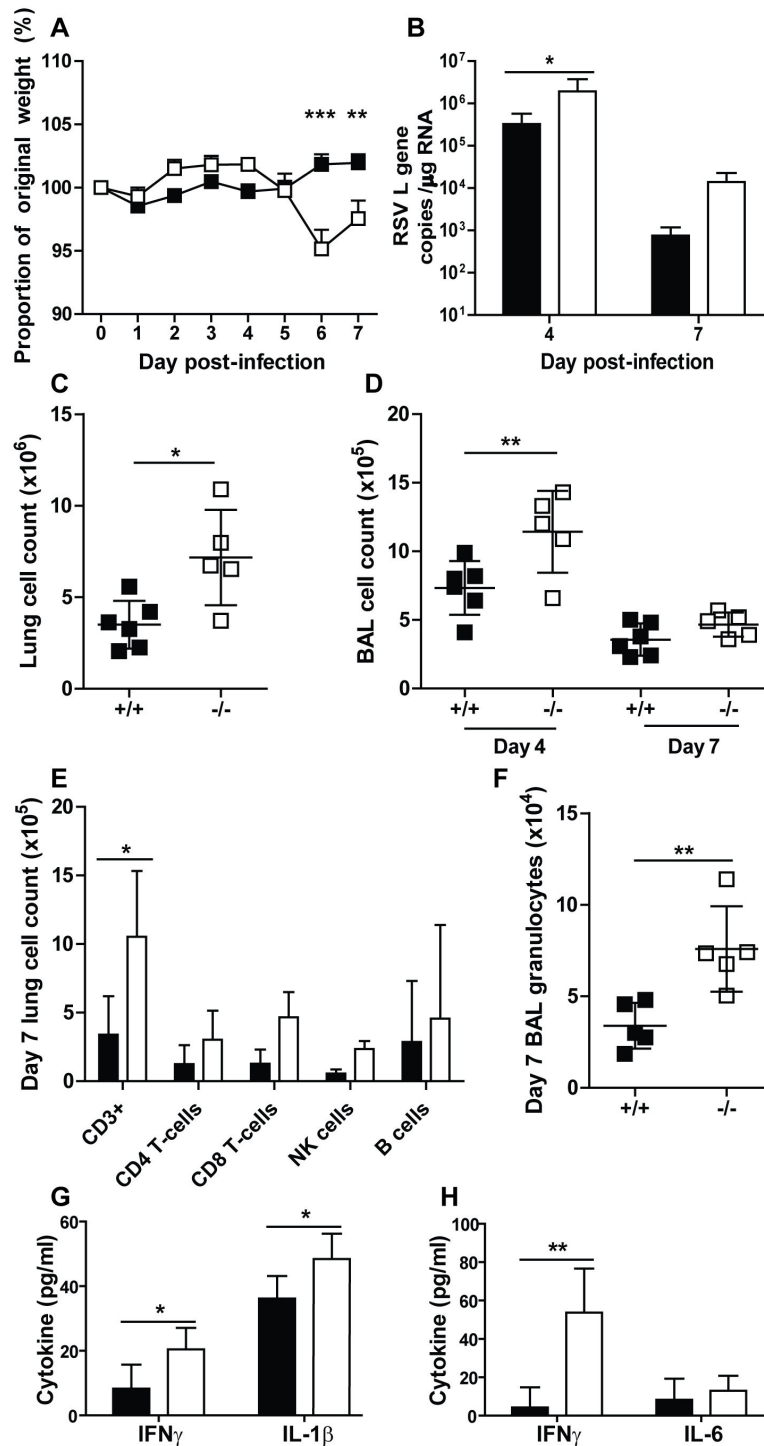 A
Proportion of original weight (%)
110
105
100
95
90
*** **
0 1 2 3 4 5 6 7
Day post-infection
B
RSV L gene
copies /µg RNA
10⁷
10⁶
10⁵
10⁴
10³
10²
10¹
*
4 7
Day post-infection
C
Lung cell count (x10⁶)
15
10
5
0
*
+/+ -/-
D
BAL cell count (x10⁵)
20
15
10
5
0
**
+/+ -/- +/+ -/-
Day 4 Day 7
E
Day 7 lung cell count (x10⁵)
20
15
10
5
0
*
CD3+
CD4 T-cells
CD8 T-cells
NK cells
B cells
F
Day 7 BAL granulocytes (x10⁴)
15
10
5
0
**
+/+ -/-
G
Cytokine (pg/ml)
60
40
20
0
*
*
IFNγ IL-1β
H
Cytokine (pg/ml)
100
80
60
40
20
0
**
IFNγ IL-6